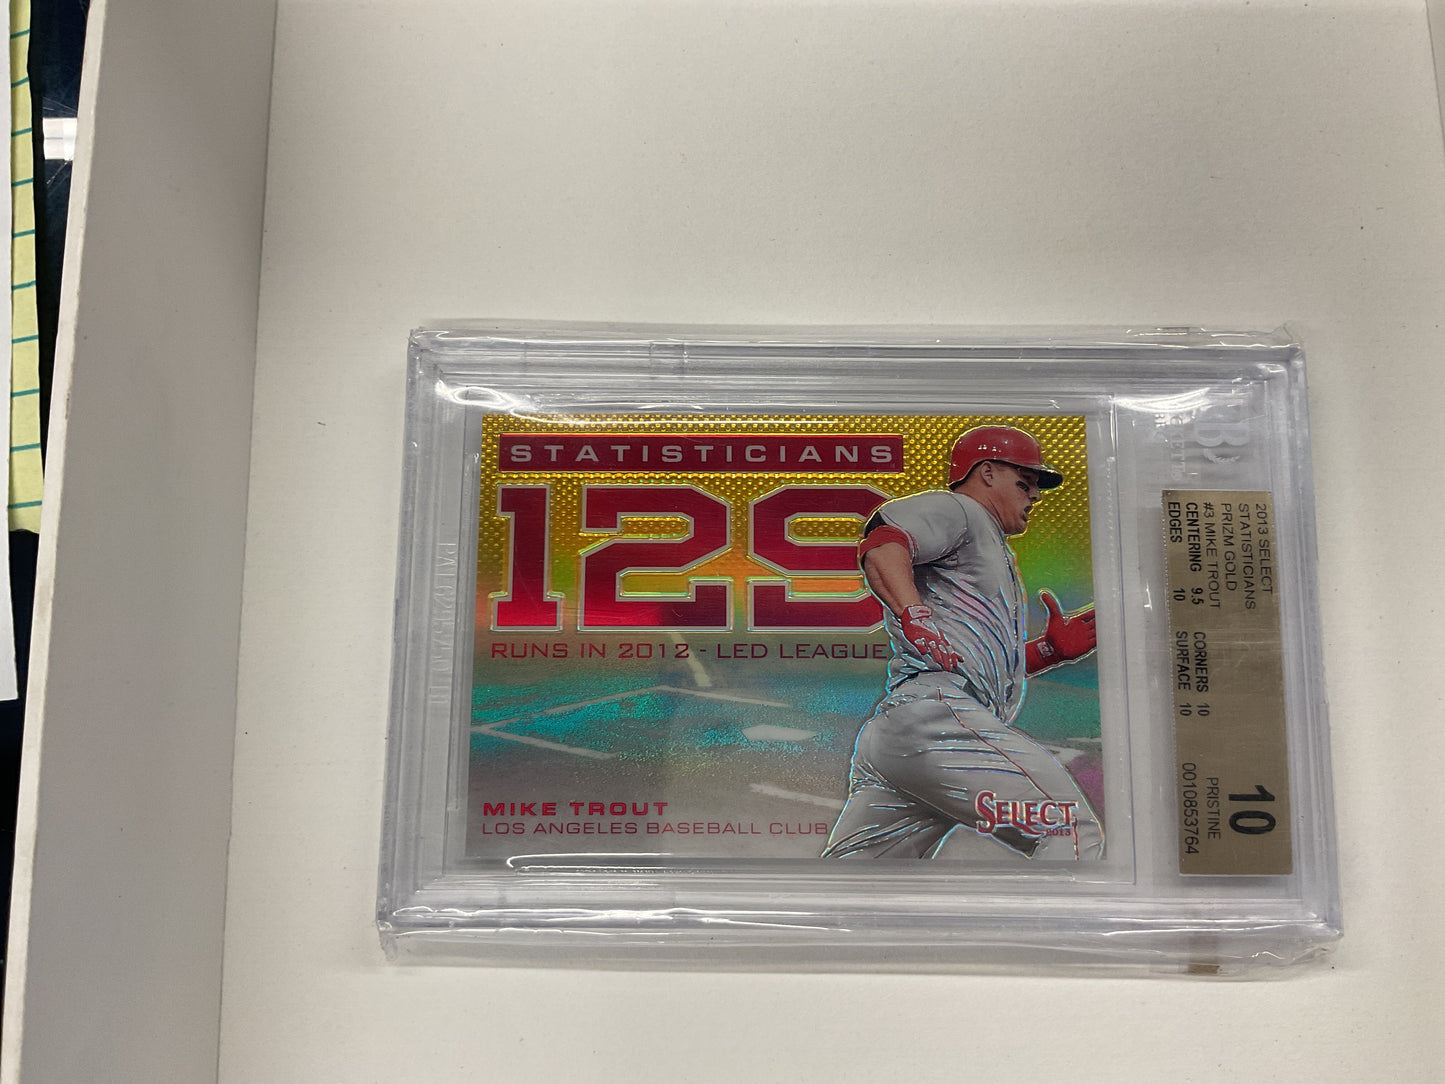 STATISTICIANS
129
RUNS IN 2012 - LED LEAGUE
MIKE TROUT
LOS ANGELES BASEBALL CLUB
SELECT
2013
2013 SELECT
STATISTICIANS
PRIZM GOLD
#3 MIKE TROUT
CENTERING 9.5 CORNERS 10
EDGES 10 SURFACE 10
10
PRISTINE
0010853764